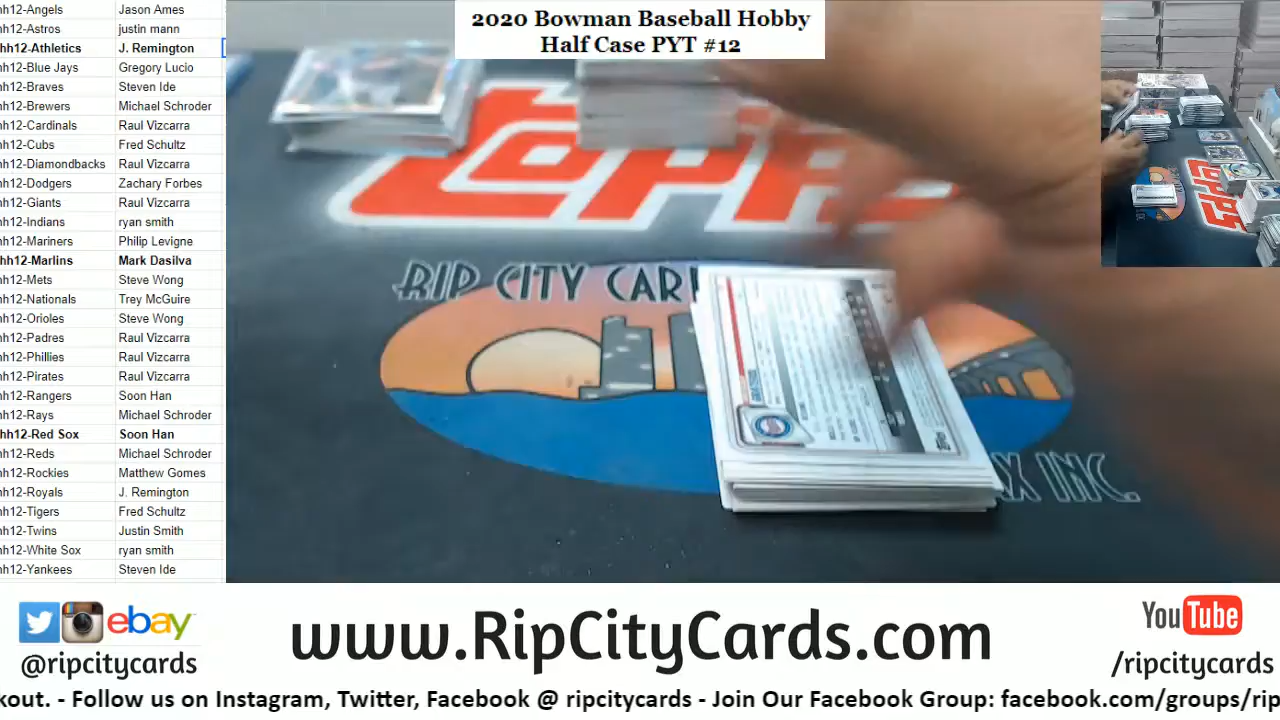 2020 Bowman Baseball Hobby
Half Case PYT #12
hh12-Angels Jason Ames
hh12-Astros justin mann
hh12-Athletics J. Remington
hh12-Blue Jays Gregory Lucio
hh12-Braves Steven Ide
hh12-Brewers Michael Schroder
hh12-Cardinals Raul Vizcarra
hh12-Cubs Fred Schultz
hh12-Diamondbacks Raul Vizcarra
hh12-Dodgers Zachary Forbes
hh12-Giants Raul Vizcarra
hh12-Indians ryan smith
hh12-Mariners Philip Levigne
hh12-Marlins Mark Dasilva
hh12-Mets Steve Wong
hh12-Nationals Trey McGuire
hh12-Orioles Steve Wong
hh12-Padres Raul Vizcarra
hh12-Phillies Raul Vizcarra
hh12-Pirates Raul Vizcarra
hh12-Rangers Soon Han
hh12-Rays Michael Schroder
hh12-Red Sox Soon Han
hh12-Reds Michael Schroder
hh12-Rockies Matthew Gomes
hh12-Royals J. Remington
hh12-Tigers Fred Schultz
hh12-Twins Justin Smith
hh12-White Sox ryan smith
hh12-Yankees Steven Ide
Topps
RIP CITY CAR
X INC.
Topps
ebay
@ripcitycards
www.RipCityCards.com
YouTube
/ripcitycards
kout. - Follow us on Instagram, Twitter, Facebook @ ripcitycards - Join Our Facebook Group: facebook.com/groups/rip